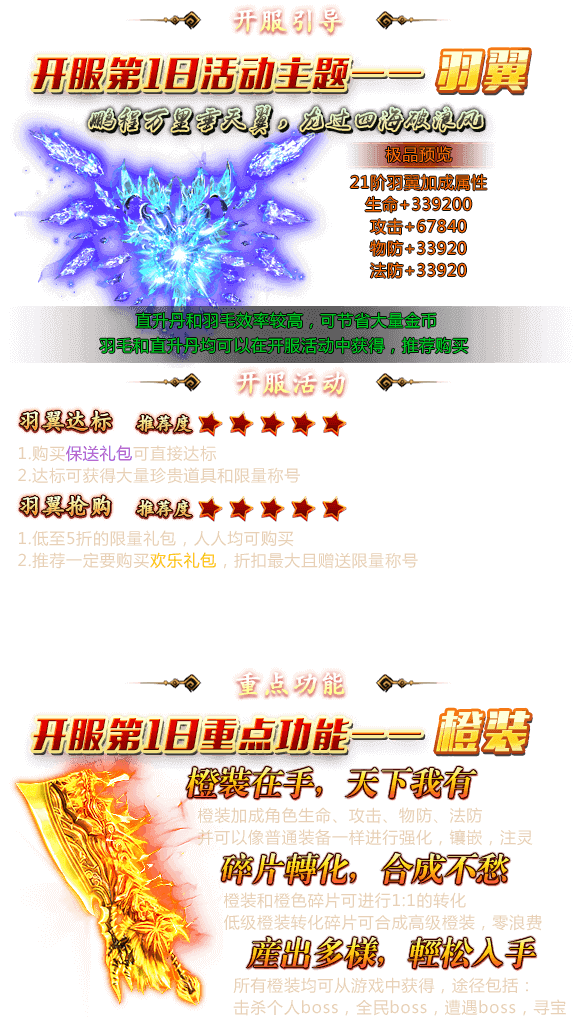 开服引导
开服第1日活动主题—— 羽翼
鹏程万里云天翼，龙过四海破浪风
极品预览
21阶羽翼加成属性
生命+339200
攻击+67840
物防+33920
法防+33920
直升丹和羽毛效率较高，可节省大量金币
羽毛和直升丹均可以在开服活动中获得，推荐购买
开服活动
羽翼达标 推荐度
1.购买保送礼包可直接达标
2.达标可获得大量珍贵道具和限量称号
羽翼抢购 推荐度
1.低至5折的限量礼包，人人均可购买
2.推荐一定要购买欢乐礼包，折扣最大且赠送限量称号
重点功能
开服第1日重点功能—— 橙装
橙裝在手，天下我有
橙装加成角色生命、攻击、物防、法防
并可以像普通装备一样进行强化，镶嵌，注灵
碎片轉化，合成不愁
橙装和橙色碎片可进行1:1的转化
低级橙装转化碎片可合成高级橙装，零浪费
産出多樣，輕松入手
所有橙装均可从游戏中获得，途径包括：
击杀个人boss，全民boss，遭遇boss，寻宝